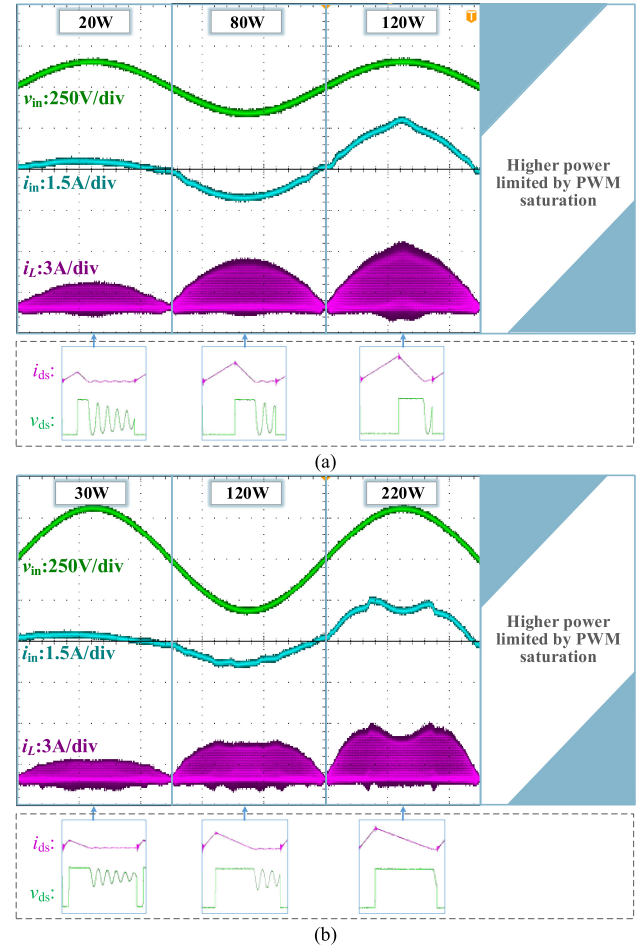 20W
80W
120W
T
vin:250V/div
iin:1.5A/div
iL:3A/div
Higher power
limited by PWM
saturation
ids:
vds:
(a)
30W
120W
220W
vin:250V/div
iin:1.5A/div
iL:3A/div
Higher power
limited by PWM
saturation
ids:
vds:
(b)